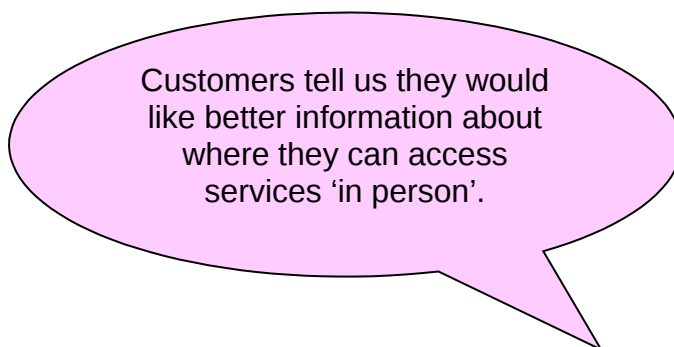 Customers tell us they would
like better information about
where they can access
services ‘in person’.